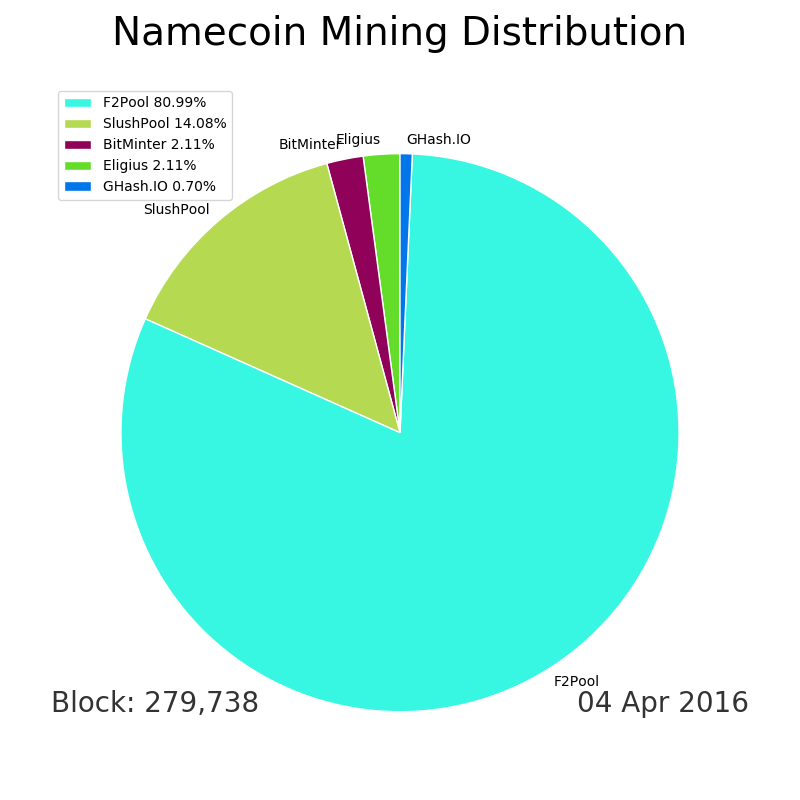 Namecoin Mining Distribution
F2Pool 80.99%
SlushPool 14.08%
BitMinter 2.11%
Eligius 2.11%
GHash.IO 0.70%
BitMinter
Eligius
GHash.IO
SlushPool
F2Pool
Block: 279,738
04 Apr 2016